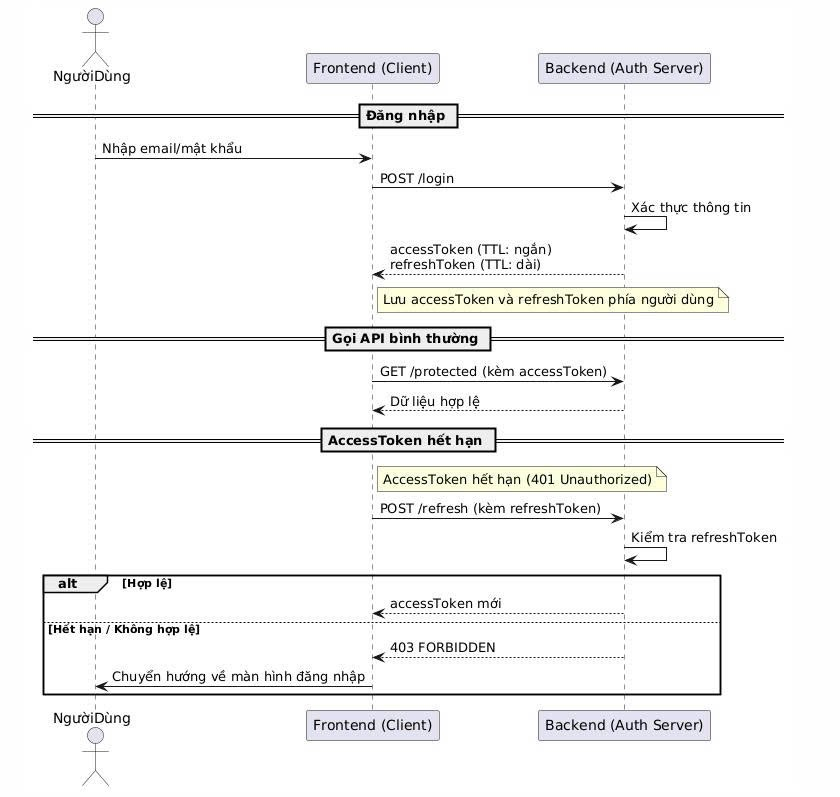 NgườiDùng
Frontend (Client)
Backend (Auth Server)
Đăng nhập
Nhập email/mật khẩu
POST /login
Xác thực thông tin
accessToken (TTL: ngắn)
refreshToken (TTL: dài)
Lưu accessToken và refreshToken phía người dùng
Gọi API bình thường
GET /protected (kèm accessToken)
Dữ liệu hợp lệ
AccessToken hết hạn
AccessToken hết hạn (401 Unauthorized)
POST /refresh (kèm refreshToken)
Kiểm tra refreshToken
alt [Hợp lệ]
accessToken mới
[Hết hạn / Không hợp lệ]
403 FORBIDDEN
Chuyển hướng về màn hình đăng nhập
NgườiDùng
Frontend (Client)
Backend (Auth Server)